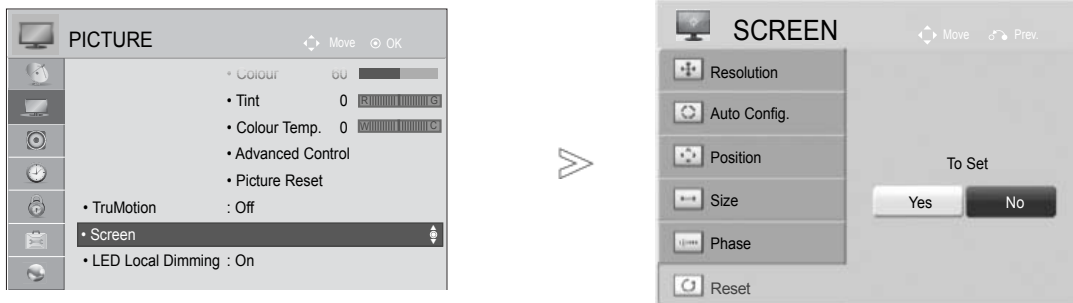 PICTURE
Move OK
• Colour 60
• Tint 0 R G
• Colour Temp. 0 W C
• Advanced Control
• Picture Reset
• TruMotion : Off
• Screen
• LED Local Dimming : On
SCREEN
Move Prev.
Resolution
Auto Config.
Position
Size
Phase
Reset
To Set
Yes No